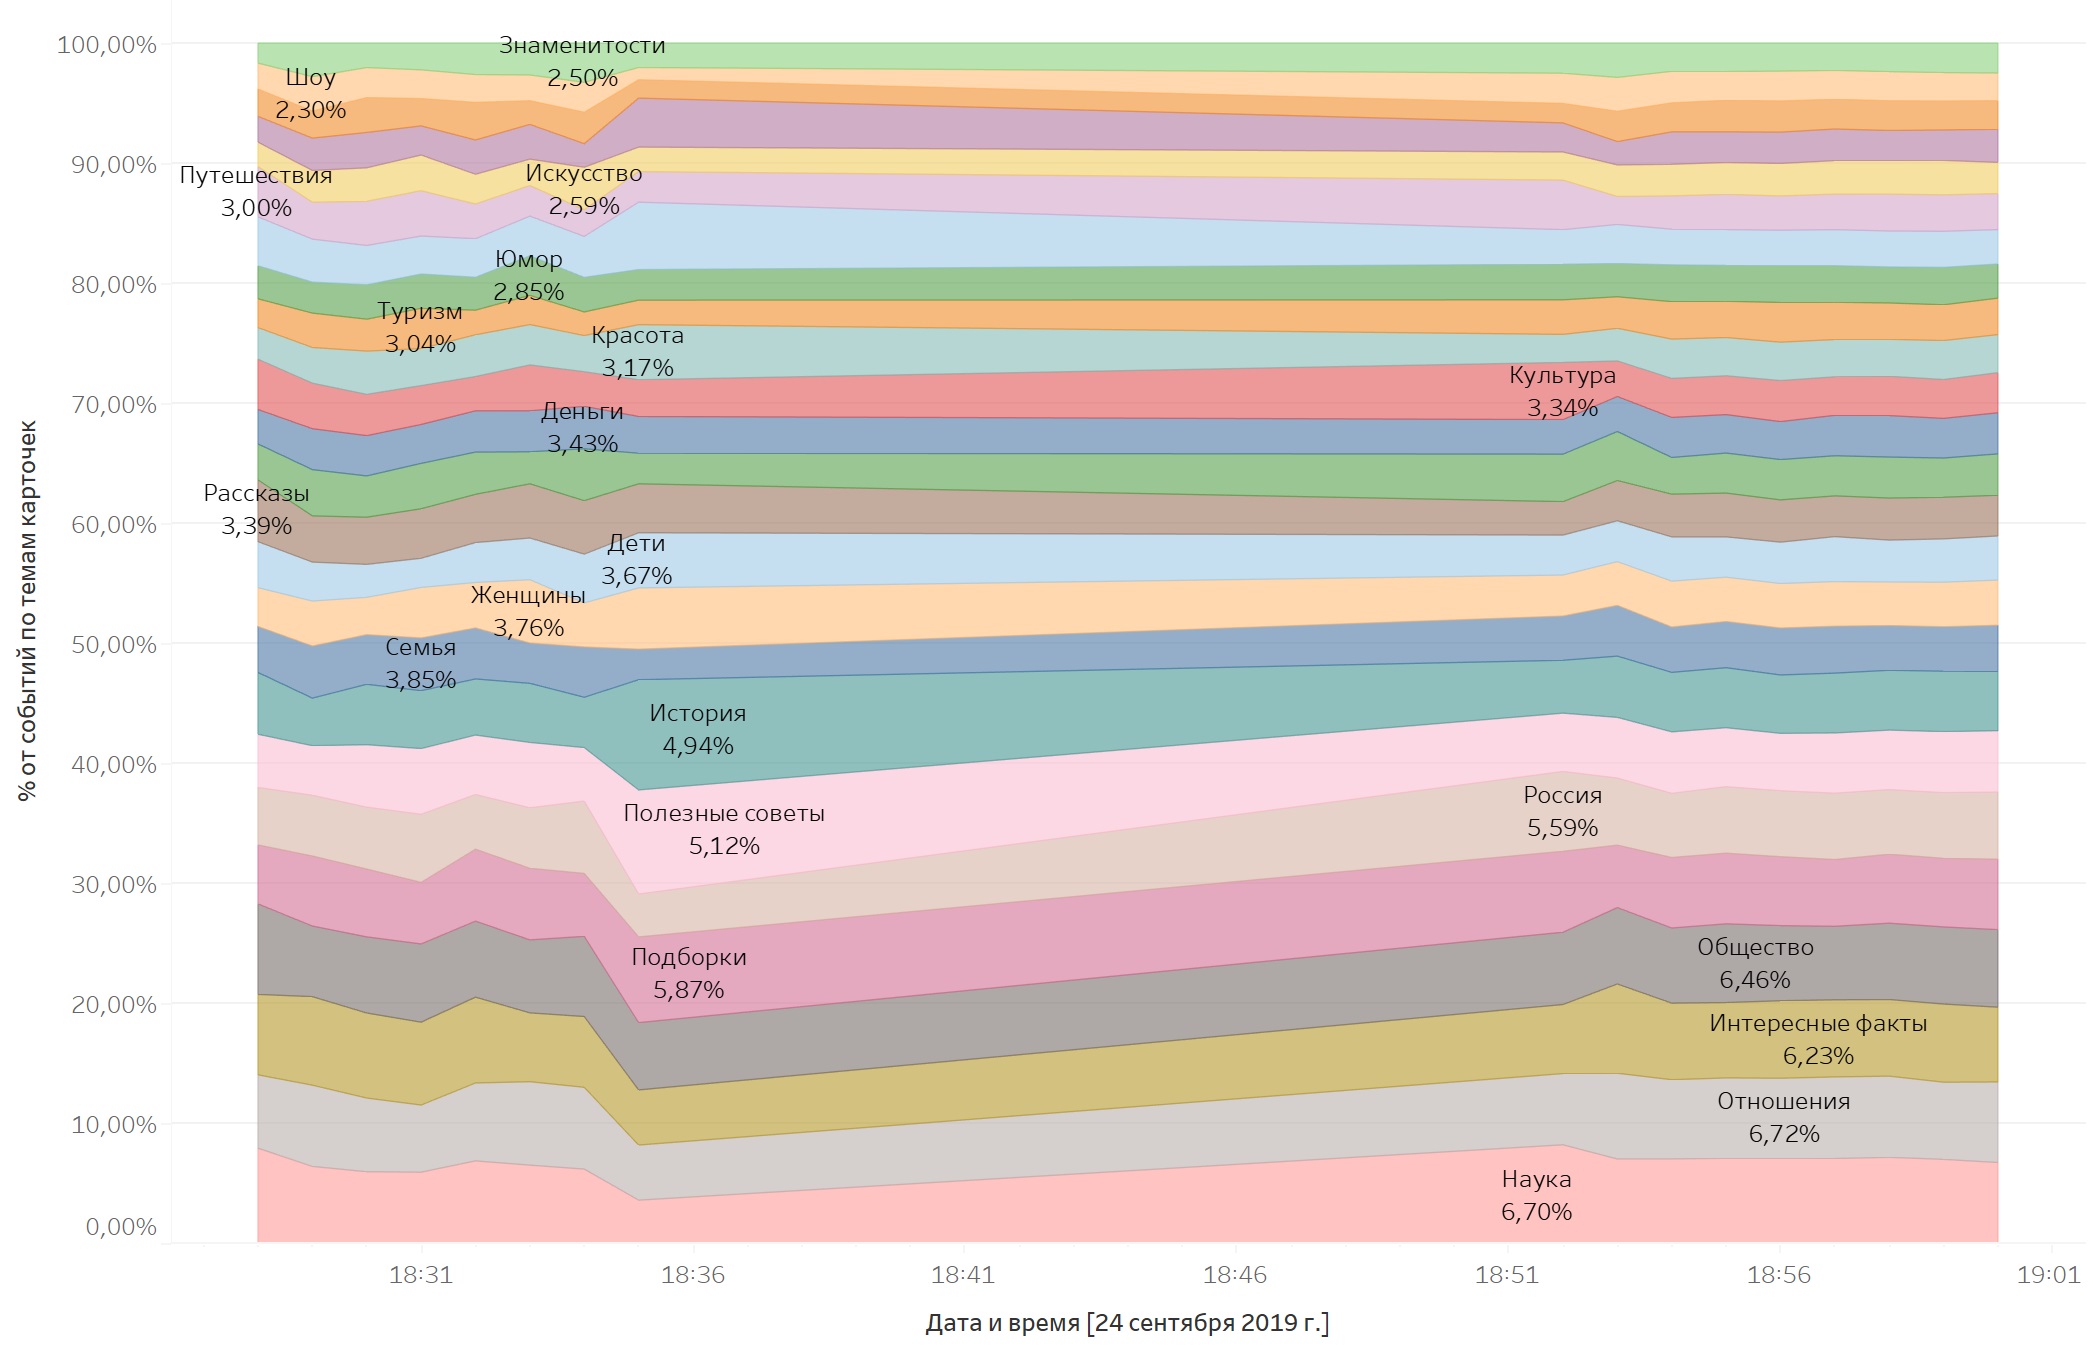 100,00%
90,00%
80,00%
70,00%
60,00%
50,00%
40,00%
30,00%
20,00%
10,00%
0,00%
% от событий по темам карточек
Знаменитости
2,50%
Шоу
2,30%
Путешествия
3,00%
Искусство
2,59%
Юмор
2,85%
Туризм
3,04%
Красота
3,17%
Культура
3,34%
Деньги
3,43%
Рассказы
3,39%
Дети
3,67%
Женщины
3,76%
Семья
3,85%
История
4,94%
Полезные советы
5,12%
Россия
5,59%
Подборки
5,87%
Общество
6,46%
Интересные факты
6,23%
Отношения
6,72%
Наука
6,70%
18:31
18:36
18:41
18:46
18:51
18:56
19:01
Дата и время [24 сентября 2019 г.]